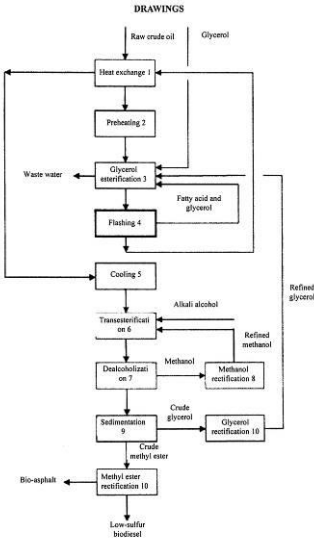 DRAWINGS
Raw crude oil
Glycerol
Heat exchange 1
Preheating 2
Waste water
Glycerol
esterification 3
Fatty acid and
glycerol
Flashing 4
Cooling 5
Refined
glycerol
Alkali alcohol
Transesterificati
on 6
Refined
methanol
Dealcoholizati
on 7
Methanol
Methanol
rectification 8
Sedimentation
9
Crude
glycerol
Glycerol
rectification 10
Crude
methyl ester
Bio-asphalt
Methyl ester
rectification 10
Low-sulfur
biodiesel